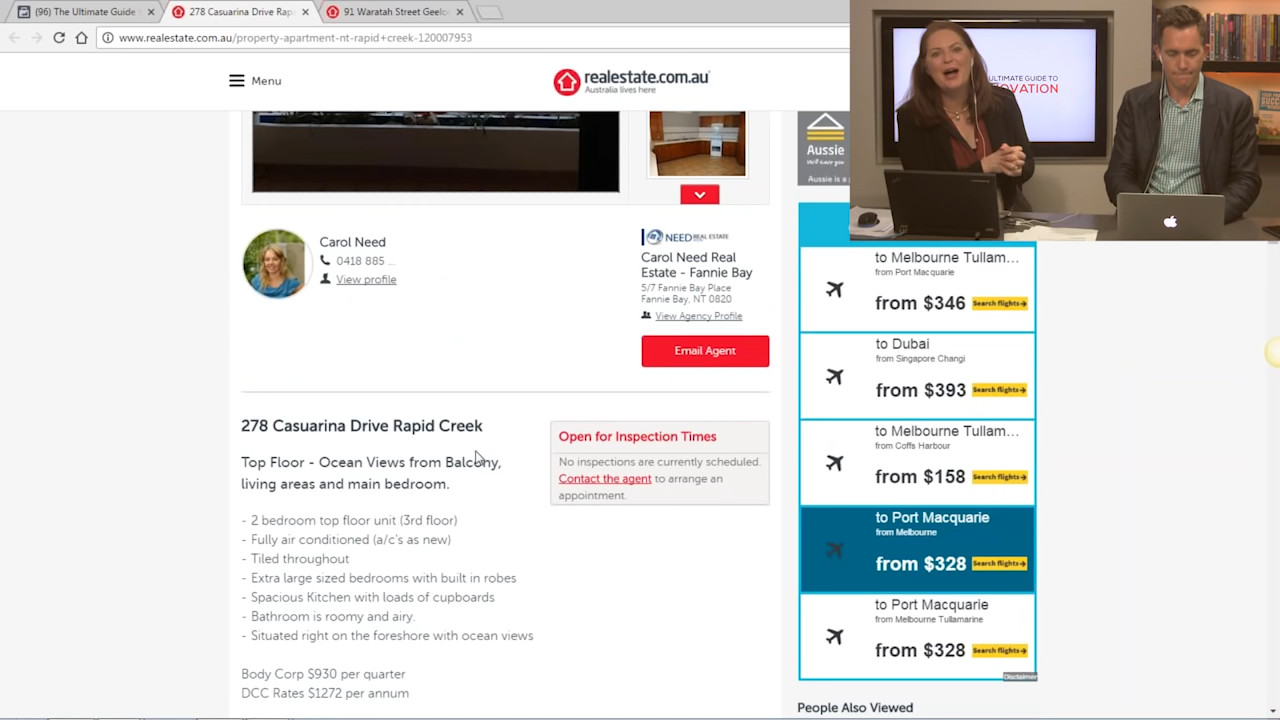 (96) The Ultimate Guide
278 Casuarina Drive Rap
91 Waratah Street Geelo
www.realestate.com.au/property-apartment-nt-rapid+creek-120007953
Menu
realestate.com.au
Australia lives here
ULTIMATE GUIDE TO
OVATION
Aussie
We'll save you
Aussie is a
Carol Need
0418 885 ...
View profile
NEED REAL ESTATE
Carol Need Real
Estate - Fannie Bay
5/7 Fannie Bay Place
Fannie Bay, NT 0820
View Agency Profile
Email Agent
278 Casuarina Drive Rapid Creek
Top Floor - Ocean Views from Balcony,
living area and main bedroom.
- 2 bedroom top floor unit (3rd floor)
- Fully air conditioned (a/c's as new)
- Tiled throughout
- Extra large sized bedrooms with built in robes
- Spacious Kitchen with loads of cupboards
- Bathroom is roomy and airy.
- Situated right on the foreshore with ocean views
Body Corp $930 per quarter
DCC Rates $1272 per annum
Open for Inspection Times
No inspections are currently scheduled.
Contact the agent to arrange an
appointment.
to Melbourne Tullam...
from Port Macquarie
from $346
Search flights
to Dubai
from Singapore Changi
from $393
Search flights
to Melbourne Tullam...
from Coffs Harbour
from $158
Search flights
to Port Macquarie
from Melbourne
from $328
Search flights
to Port Macquarie
from Melbourne Tullamarine
from $328
Search flights
Disclaimer
People Also Viewed